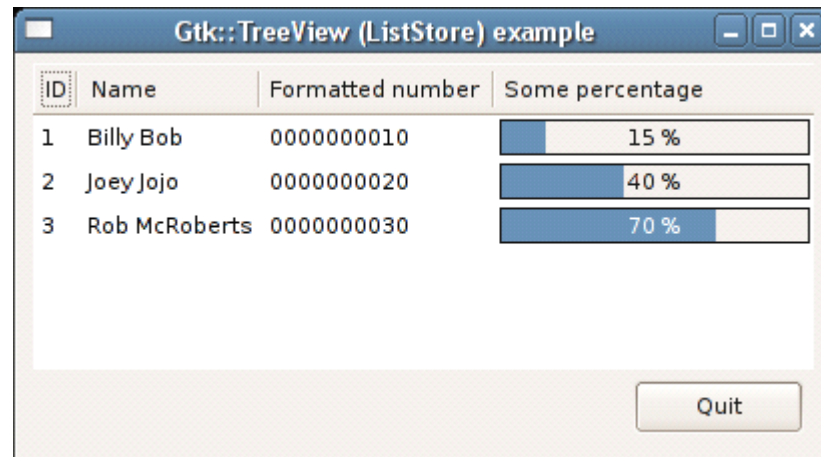 Gtk::TreeView (ListStore) example
ID Name Formatted number Some percentage
1 Billy Bob 0000000010 15 %
2 Joey Jojo 0000000020 40 %
3 Rob McRoberts 0000000030 70 %
Quit